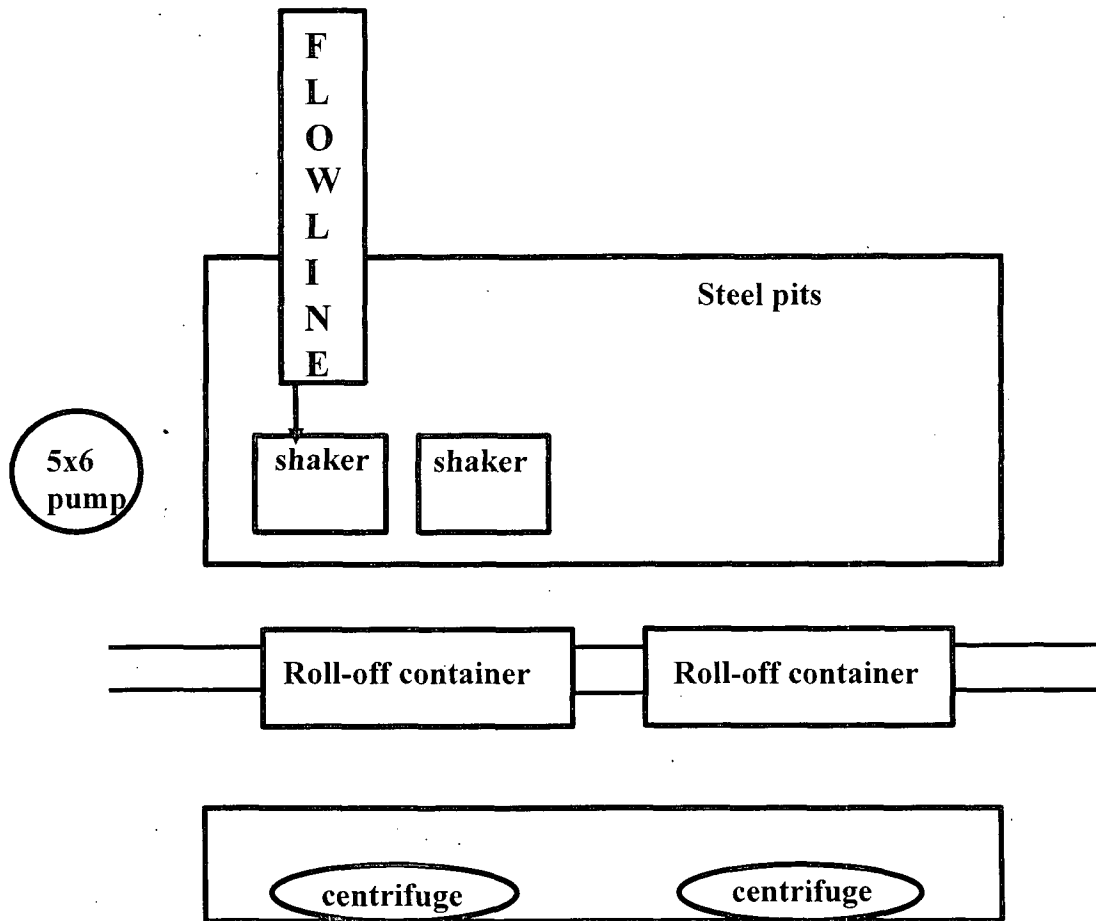 F
L
O
W
L
I
N
E
Steel pits
5x6
pump
shaker
shaker
Roll-off container
Roll-off container
centrifuge
centrifuge